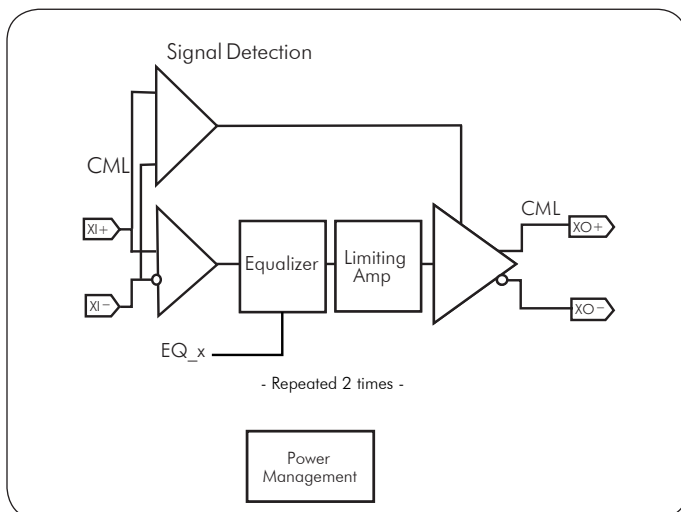 Signal Detection
CML
XI+
XI−
Equalizer
Limiting
Amp
CML
XO+
XO−
EQ_x
- Repeated 2 times -
Power
Management